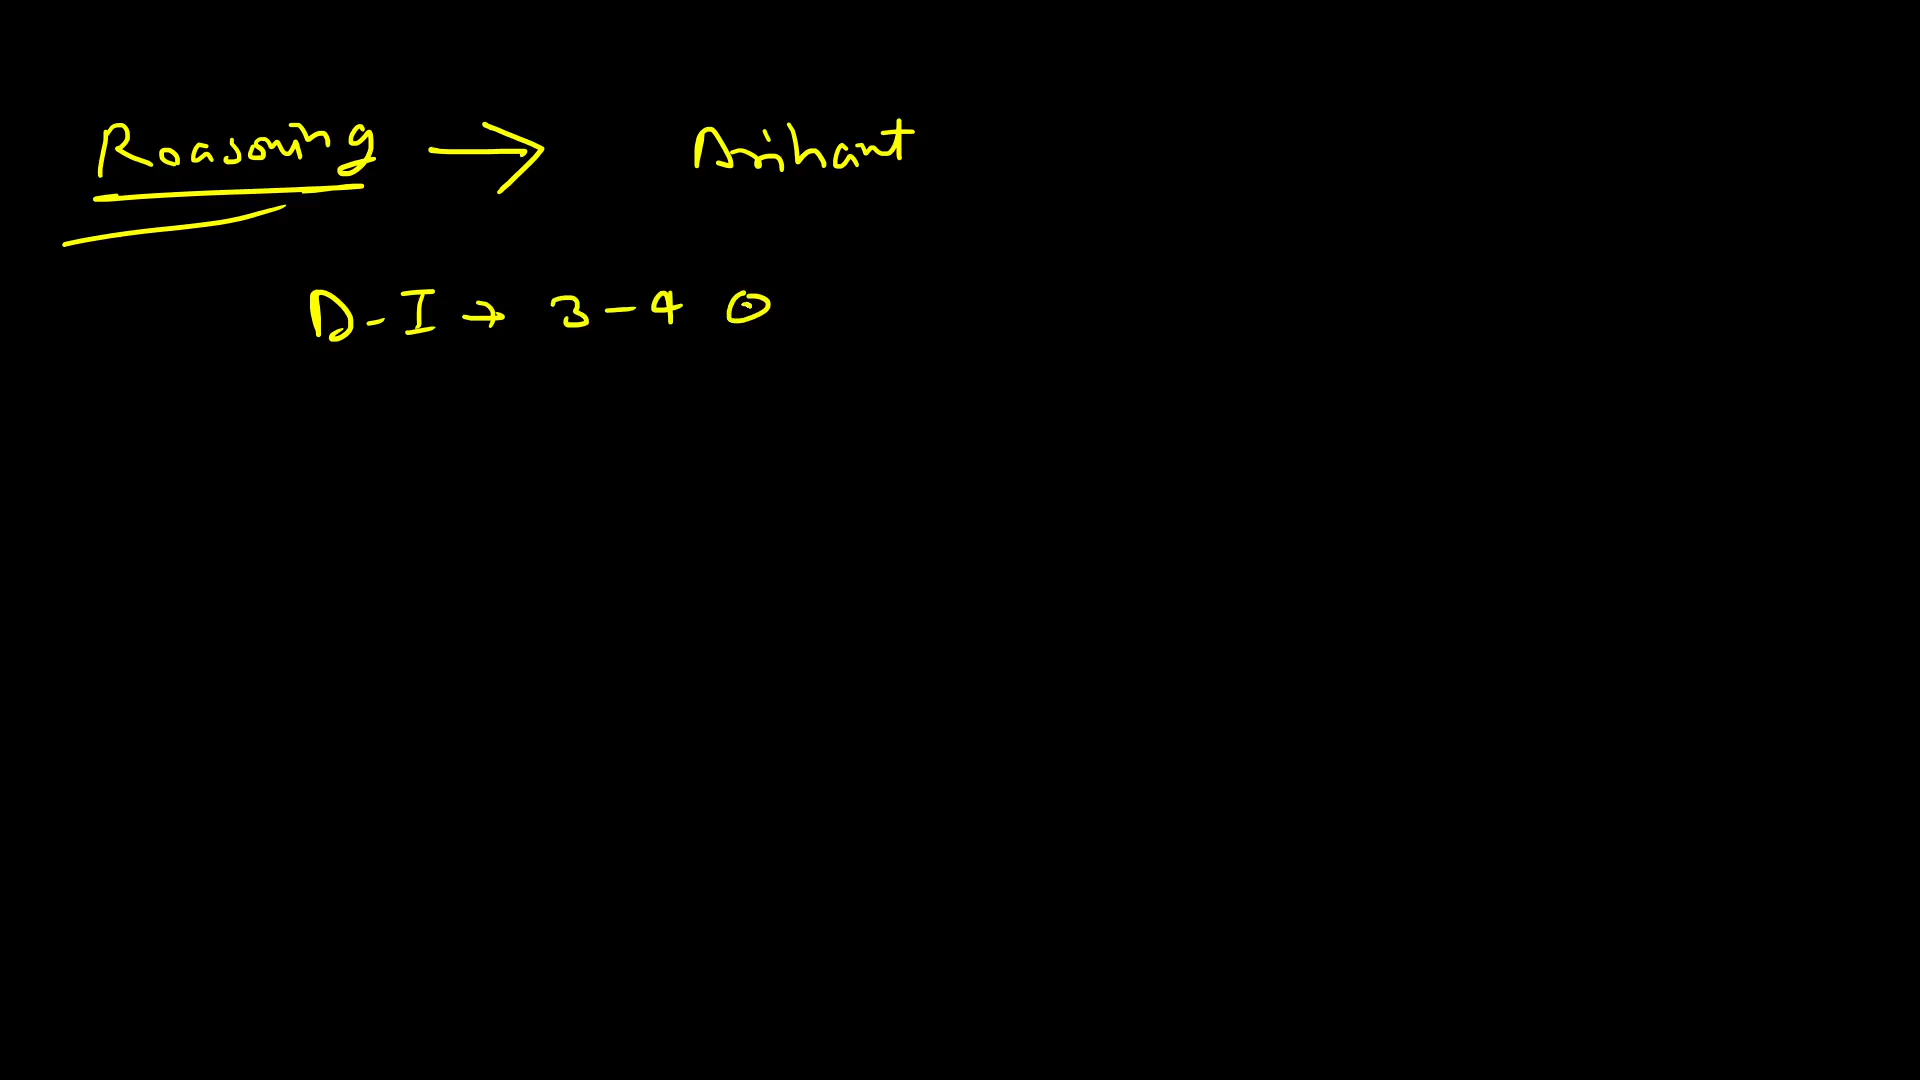 Reasoning → Arihant
D-I → 3-4 Q